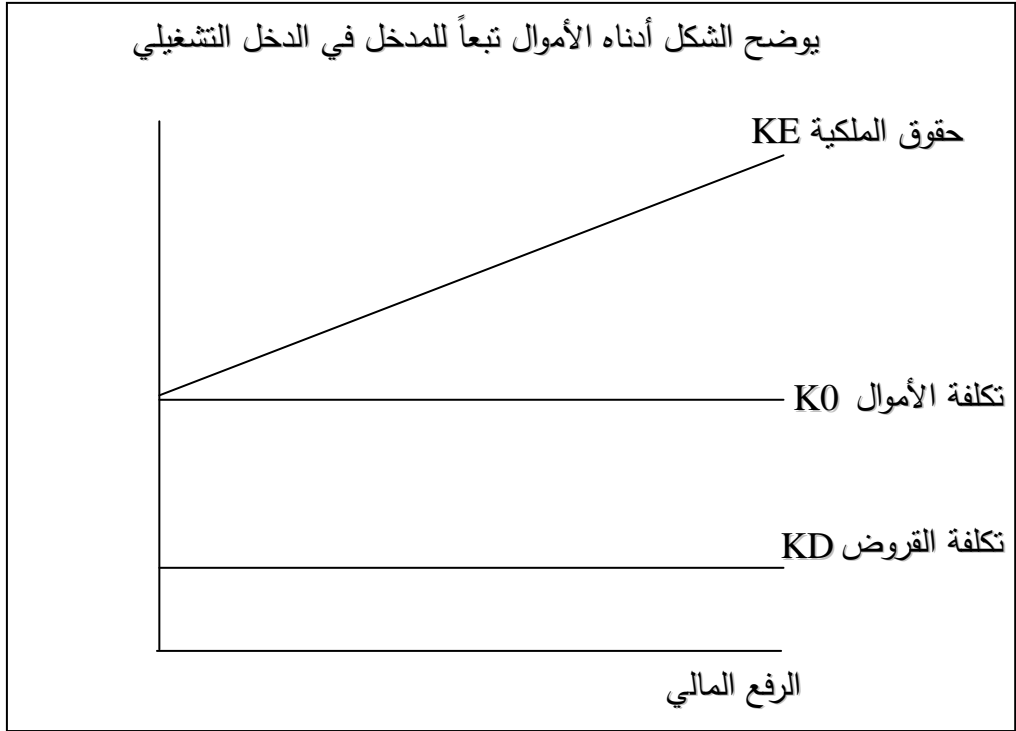 يوضح الشكل أدناه الأموال تبعاً للمدخل في الدخل التشغيلي
حقوق الملكية KE
تكلفة الأموال K0
تكلفة القروض KD
الرفع المالي